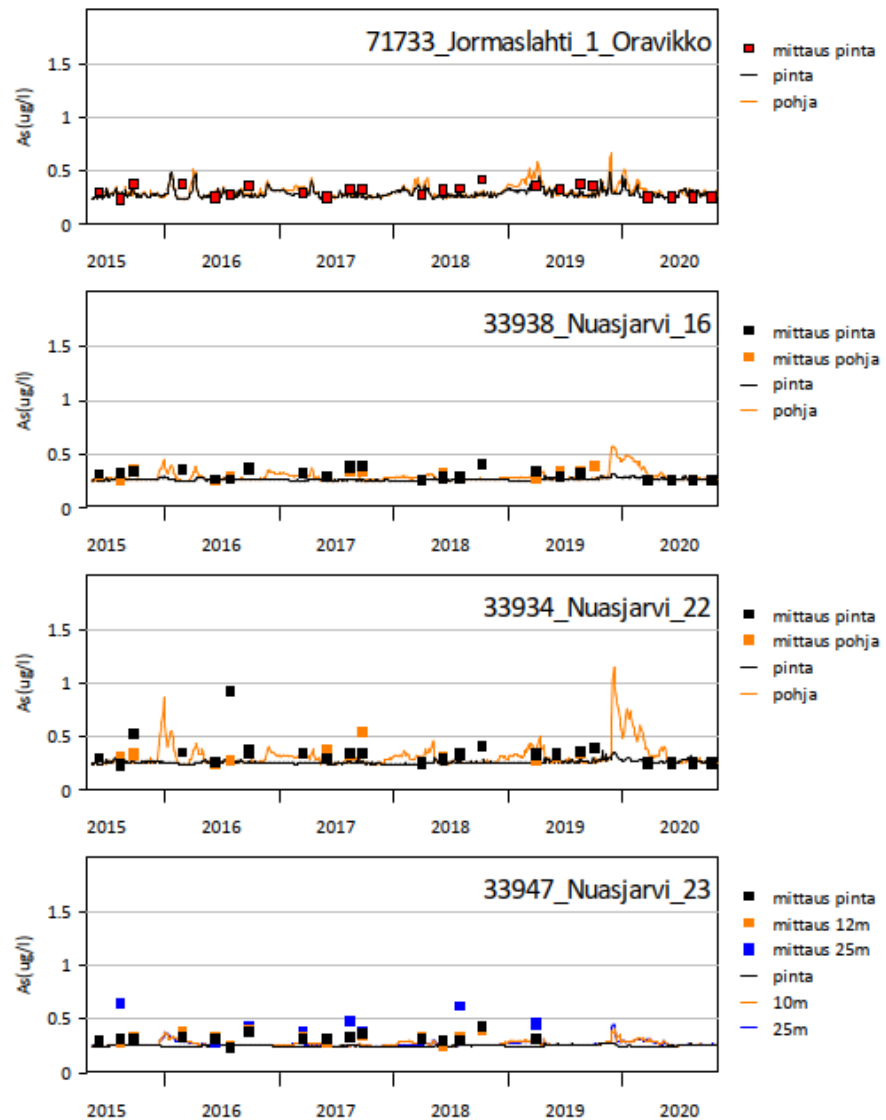 71733_Jormaslahti_1_Oravikko
As(ug/l)
1.5
1
0.5
0
2015 2016 2017 2018 2019 2020
mittaus pinta
pinta
pohja
33938_Nuasjarvi_16
As(ug/l)
1.5
1
0.5
0
2015 2016 2017 2018 2019 2020
mittaus pinta
mittaus pohja
pinta
pohja
33934_Nuasjarvi_22
As(ug/l)
1.5
1
0.5
0
2015 2016 2017 2018 2019 2020
mittaus pinta
mittaus pohja
pinta
pohja
33947_Nuasjarvi_23
As(ug/l)
1.5
1
0.5
0
2015 2016 2017 2018 2019 2020
mittaus pinta
mittaus 12m
mittaus 25m
pinta
10m
25m